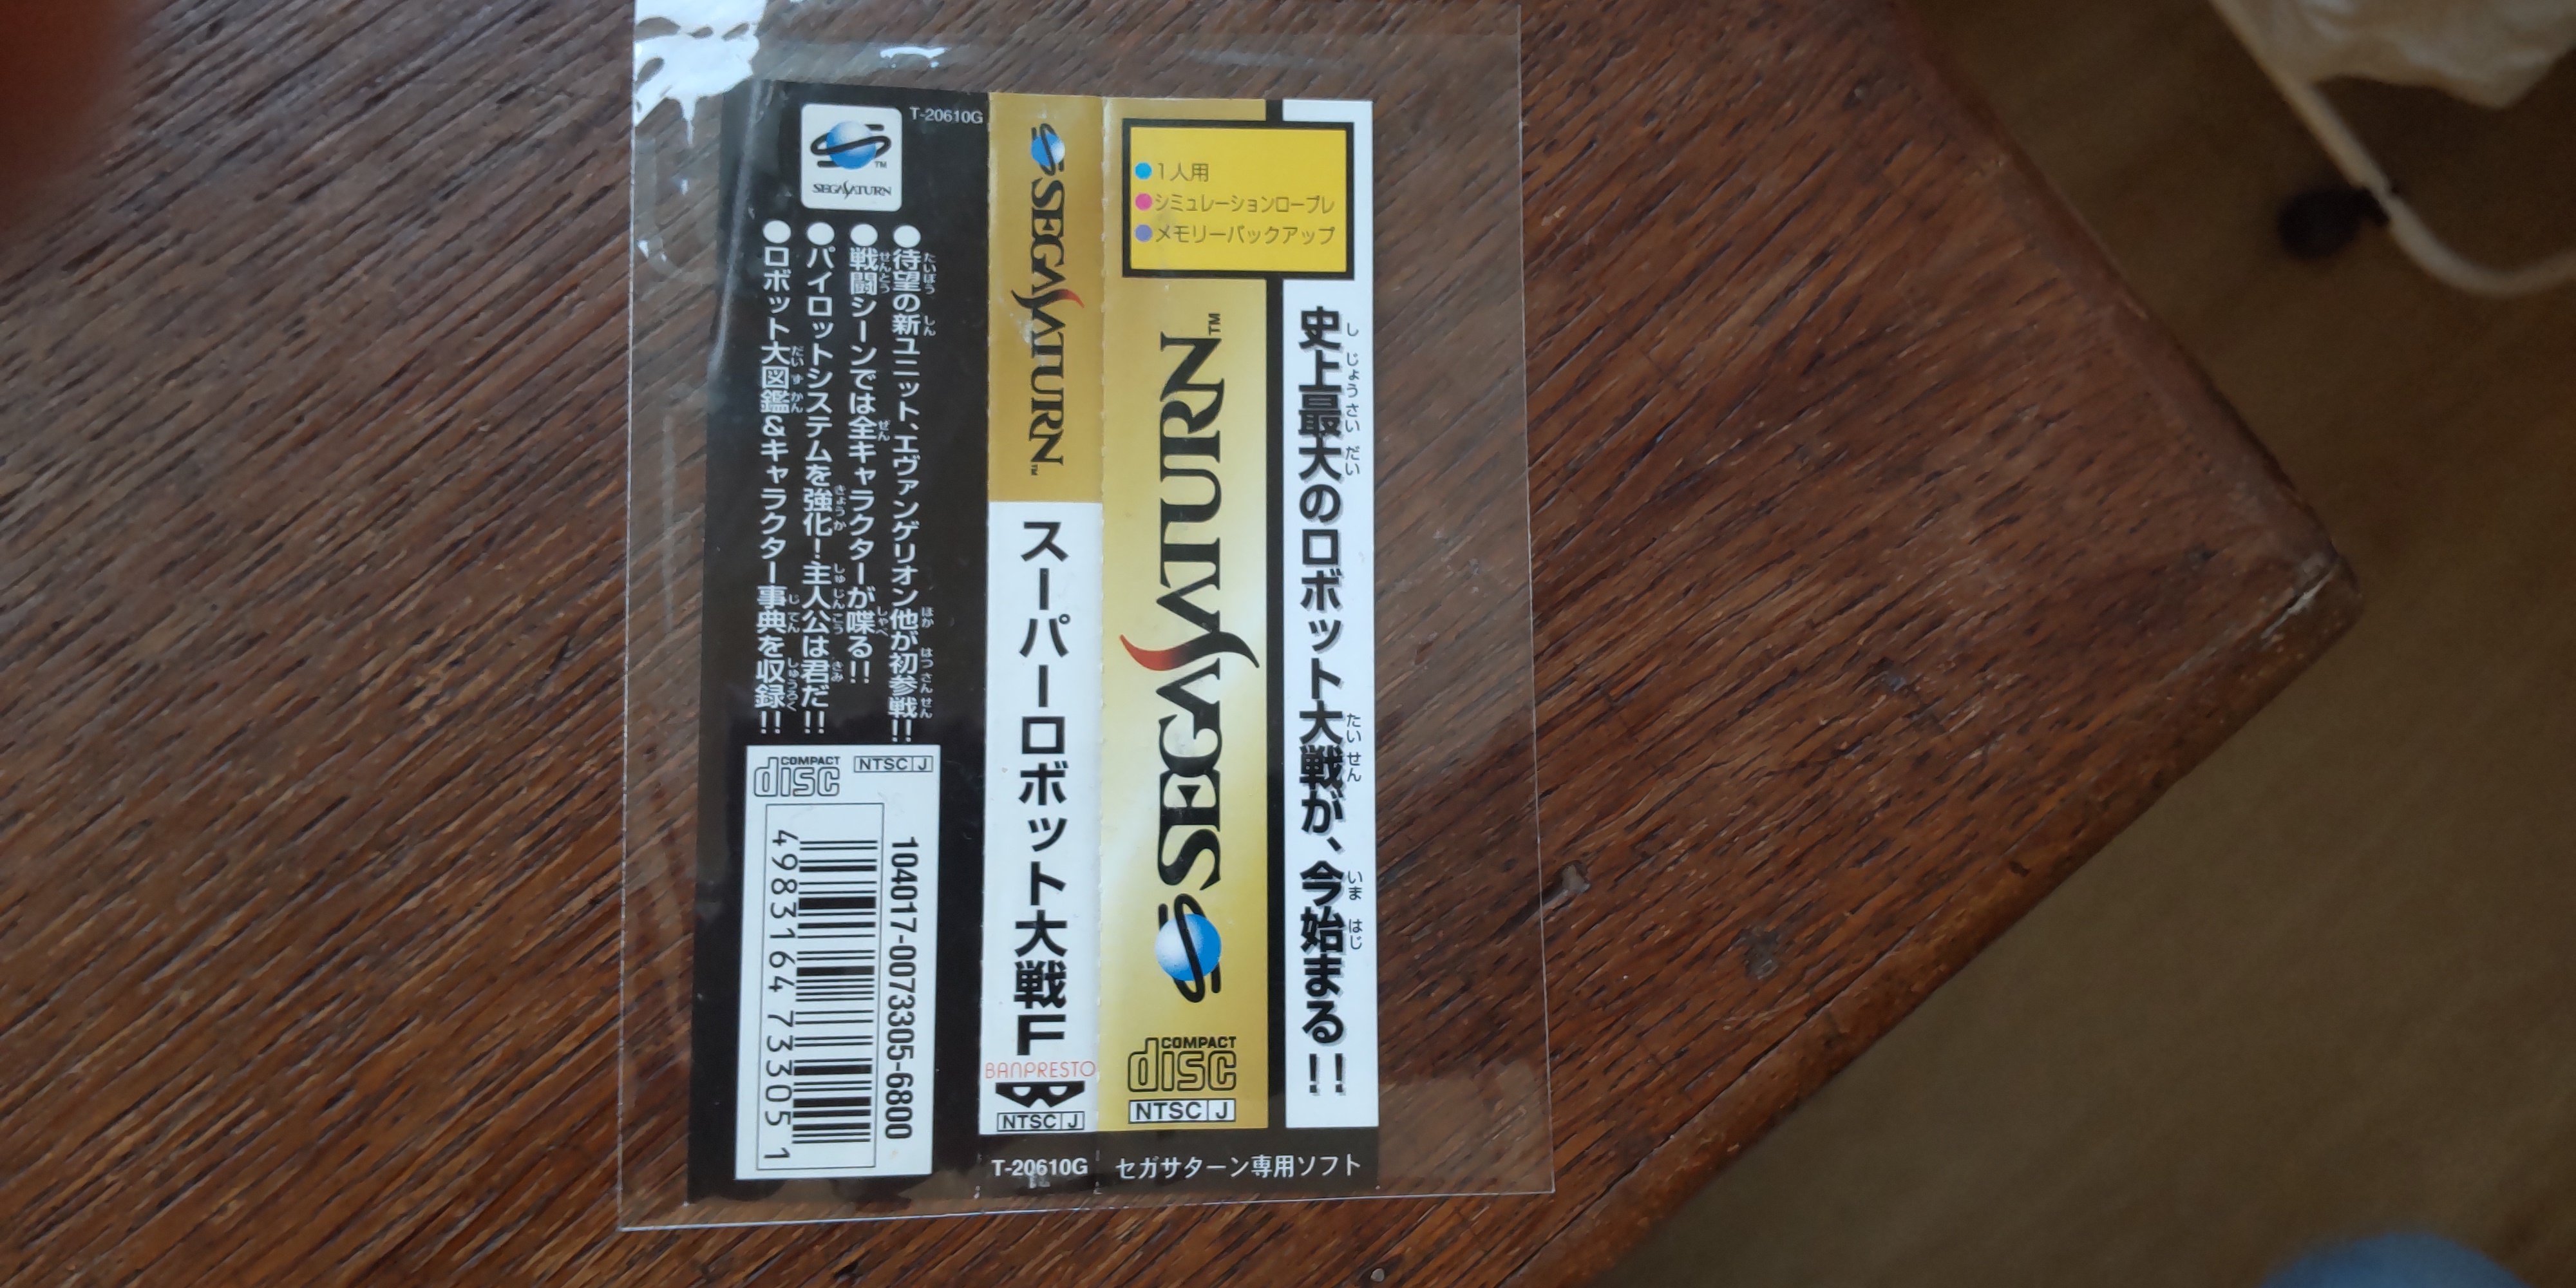 T-20610G
SEGA SATURN
TM
●待望の新ユニット、エヴァンゲリオン他が初参戦!!
●戦闘シーンでは全キャラクターが喋る!!
●パイロットシステムを強化!主人公は君だ!!
●ロボット大図鑑&キャラクター事典を収録!!
COMPACT disc
NTSC J
104017-00733305-6800
4983164 733051
SEGA SATURN TM
スーパーロボット大戦F
BANPRESTO
NTSC J
T-20610G
●1人用
●シミュレーションロープレ
●メモリーバックアップ
SEGA SATURN TM
COMPACT disc
NTSC J
史上最大のロボット大戦が、今始まる!!
セガサターン専用ソフト